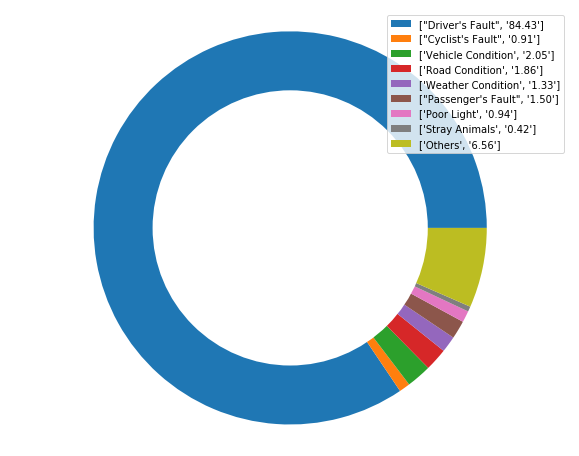 ["Driver's Fault", '84.43']
["Cyclist's Fault", '0.91']
['Vehicle Condition', '2.05']
['Road Condition', '1.86']
['Weather Condition', '1.33']
["Passenger's Fault", '1.50']
['Poor Light', '0.94']
['Stray Animals', '0.42']
['Others', '6.56']